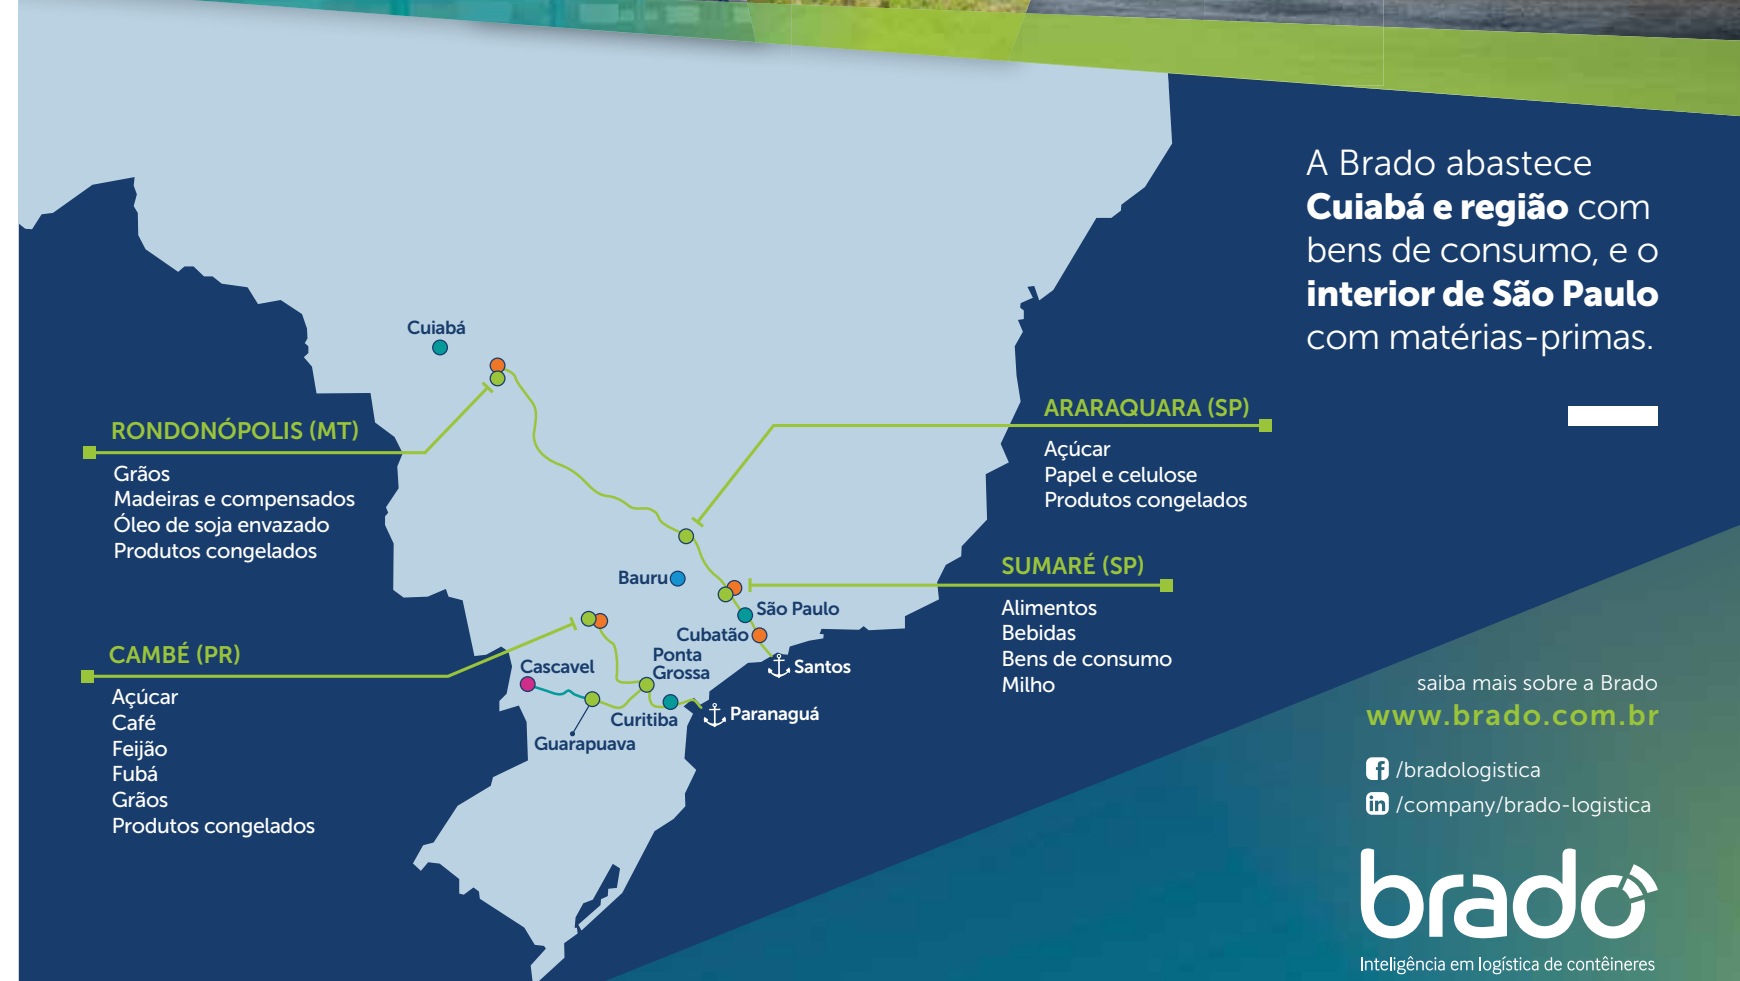 A Brado abastece
Cuiabá e região com
bens de consumo, e o
interior de São Paulo
com matérias-primas.
Cuiabá
RONDONÓPOLIS (MT)
Grãos
Madeiras e compensados
Óleo de soja envazado
Produtos congelados
ARARAQUARA (SP)
Açúcar
Papel e celulose
Produtos congelados
Bauru
São Paulo
Cubatão
Santos
SUMARÉ (SP)
Alimentos
Bebidas
Bens de consumo
Milho
CAMBÉ (PR)
Açúcar
Café
Feijão
Fubá
Grãos
Produtos congelados
Cascavel
Ponta
Grossa
Curitiba
Paranaguá
Guarapuava
saiba mais sobre a Brado
www.brado.com.br
/bradologistica
/company/brado-logistica
brado
Inteligência em logística de contêineres